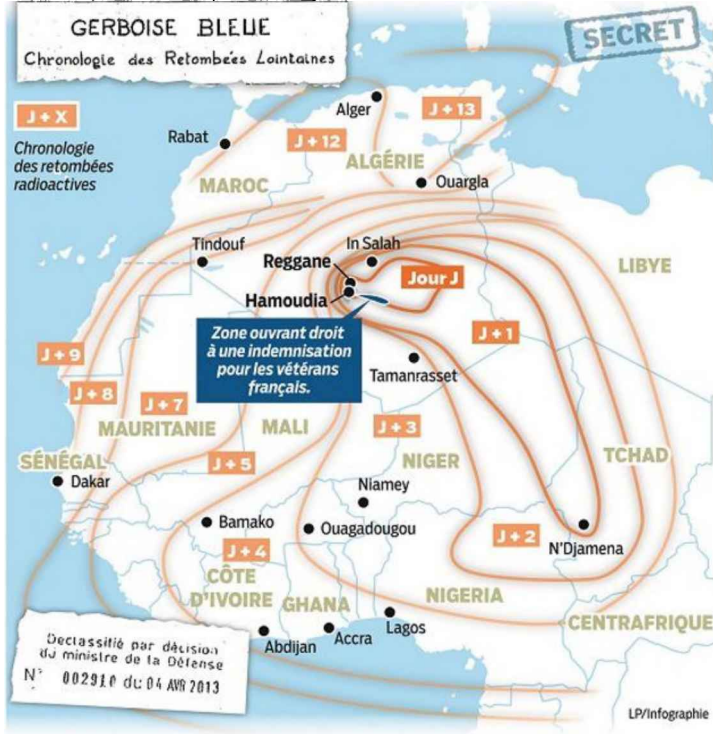 GERBOISE BLEUE
Chronologie des Retombées Lointaines
SECRET
J + X
Chronologie
des retombées
radioactives
Alger
J + 13
Rabat
J + 12
ALGÉRIE
MAROC
Ouargla
Tindouf
In Salah
Reggane
Jour J
LIBYE
Hamoudia
Zone ouvrant droit
à une indemnisation
pour les vétérans
français.
J + 1
J + 9
Tamanrasset
J + 8
J + 7
MAURITANIE
MALI
J + 3
NIGER
TCHAD
SÉNÉGAL
J + 5
Dakar
Niamey
Bamako
Ouagadougou
J + 2
N'Djamena
J + 4
CÔTE
D'IVOIRE
GHANA
NIGERIA
Lagos
CENTRAFRIQUE
Abdijan
Accra
Declassifié par décision
du ministre de la Défense
N° 002910 du 04 AVR 2013
LP/Infographie